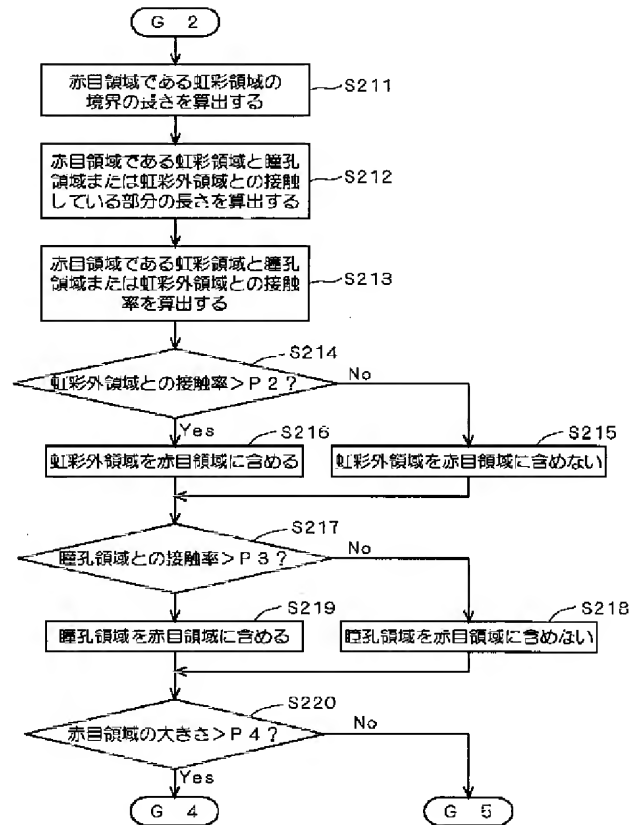 G 2
赤目領域である虹彩領域の
境界の長さを算出する
S211
赤目領域である虹彩領域と瞳孔
領域または虹彩外領域との接触
している部分の長さを算出する
S212
赤目領域である虹彩領域と瞳孔
領域または虹彩外領域との接触
率を算出する
S213
S214
虹彩外領域との接触率>P2?
No
Yes
S216
S215
虹彩外領域を赤目領域に含める
虹彩外領域を赤目領域に含めない
S217
瞳孔領域との接触率>P3?
No
Yes
S219
S218
瞳孔領域を赤目領域に含める
瞳孔領域を赤目領域に含めない
S220
赤目領域の大きさ>P4?
No
Yes
G 4
G 5